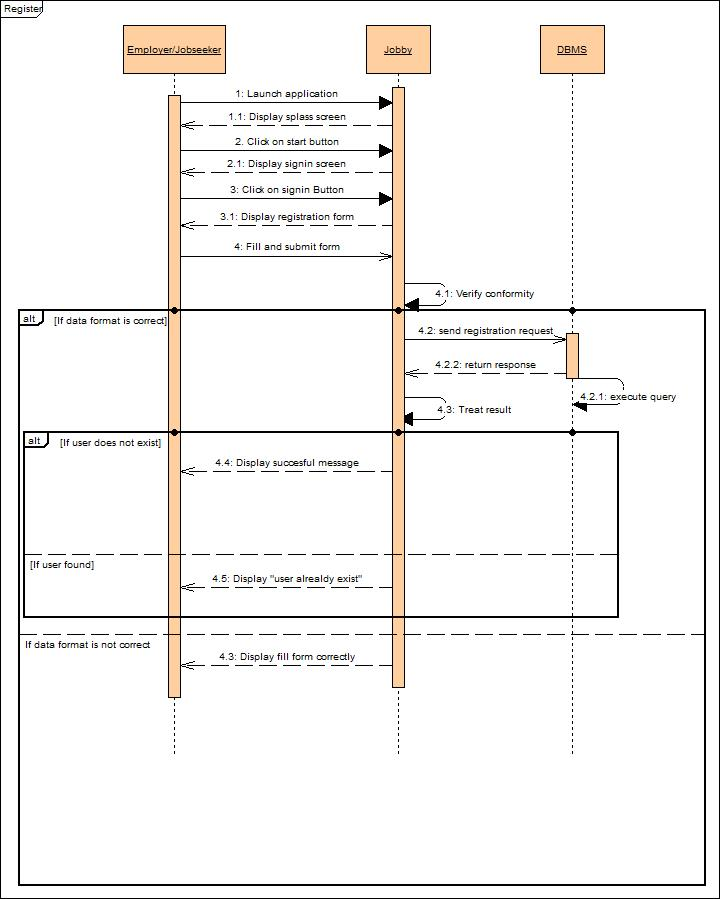 Register
Employer/Jobseeker
Jobby
DBMS
1: Launch application
1.1: Display splass screen
2. Click on start button
2.1: Display signin screen
3: Click on signin Button
3.1: Display registration form
4: Fill and submit form
4.1: Verify conformity
alt
[If data format is correct]
4.2: send registration request
4.2.2: return response
4.2.1: execute query
4.3: Treat result
alt
[If user does not exist]
4.4: Display succesful message
[If user found]
4.5: Display "user alrealdy exist"
If data format is not correct
4.3: Display fill form correctly